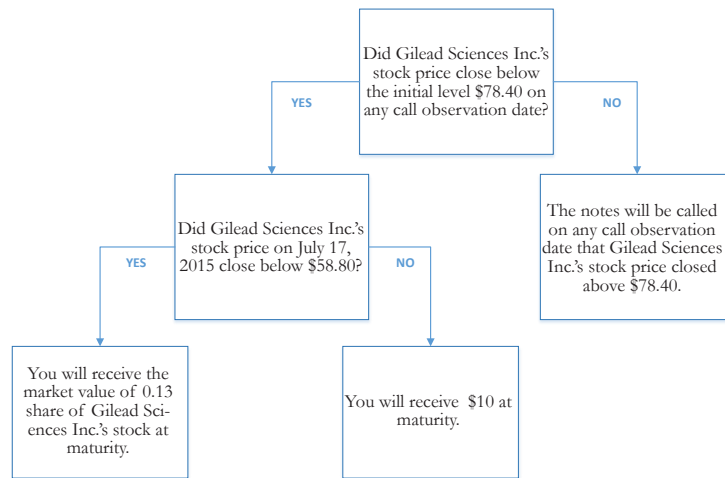 Did Gilead Sciences Inc.'s
stock price close below
the initial level $78.40 on
any call observation date?
YES
NO
Did Gilead Sciences Inc.'s
stock price on July 17,
2015 close below $58.80?
The notes will be called
on any call observation
date that Gilead Sciences
Inc.'s stock price closed
above $78.40.
YES
NO
You will receive the
market value of 0.13
share of Gilead Sci-
ences Inc.'s stock at
maturity.
You will receive $10 at
maturity.